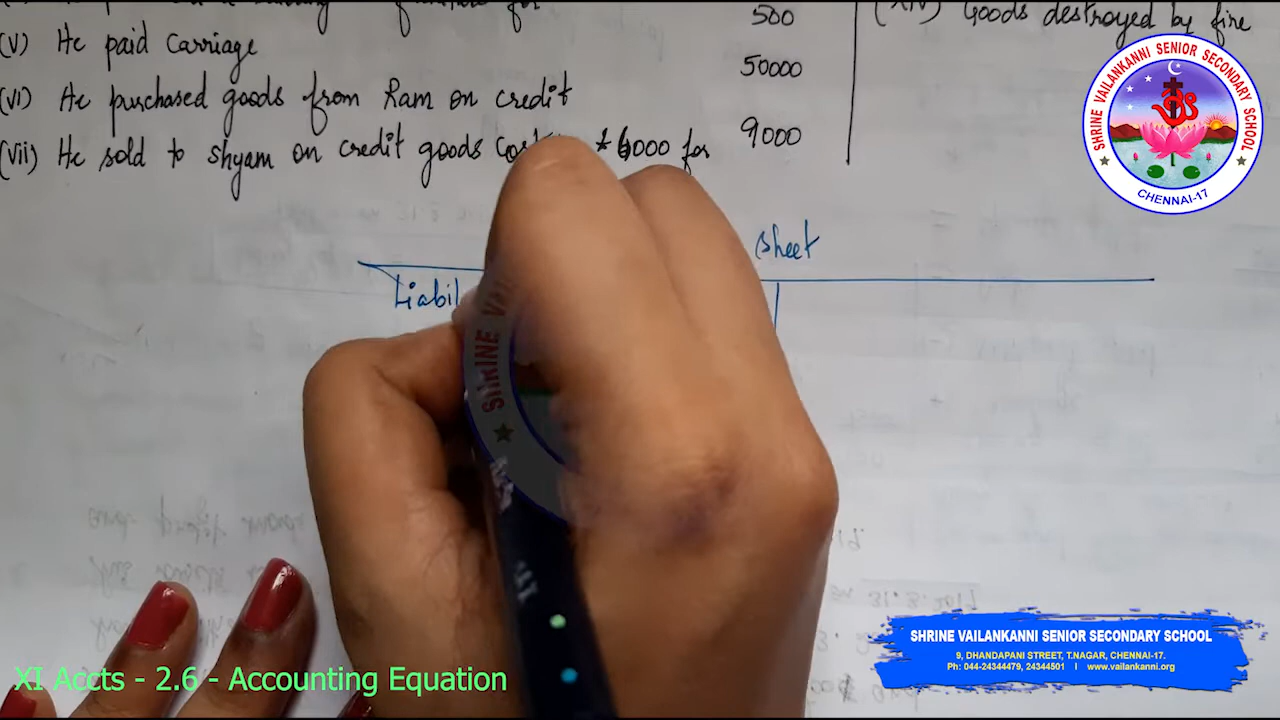 500
(XIV) Goods destroyed by fire
(V) He paid Carriage
50000
(VI) He purchased goods from Ram on credit
(VII) He sold to Shyam on credit goods for
9000
Sheet
Liabil
SHRINE VAILANKANNI SENIOR SECONDARY SCHOOL
CHENNAI-17
SHRINE
SHRINE VAILANKANNI SENIOR SECONDARY SCHOOL
9, DHANDAPANI STREET, T.NAGAR, CHENNAI-17.
Ph: 044-24344479, 24344501 I www.vailankanni.org
XI Accts - 2.6 - Accounting Equation